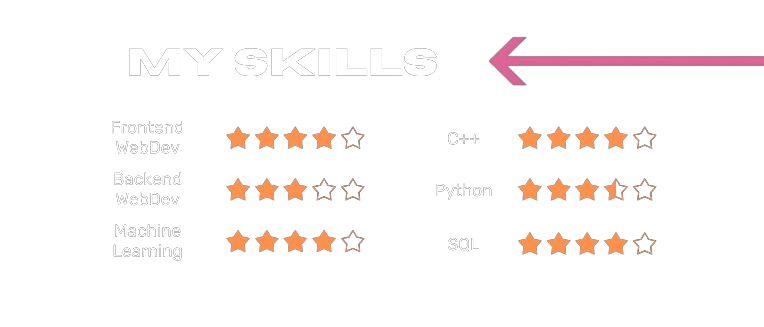 MY SKILLS
Frontend
WebDev
Backend
WebDev
Machine
Learning
C++
Python
SQL